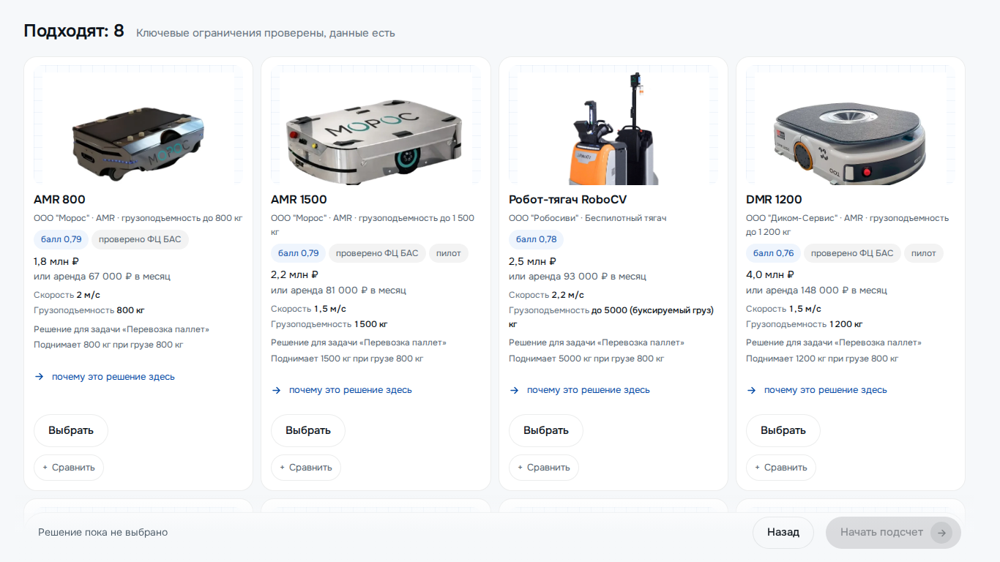 Подходят: 8 Ключевые ограничения проверены, данные есть
МОРОС
AMR 800
ООО "Морос" · AMR · грузоподъемность до 800 кг
балл 0,79 проверено ФЦ БАС
1,8 млн ₽
или аренда 67 000 ₽ в месяц
Скорость 2 м/с
Грузоподъемность 800 кг
Решение для задачи «Перевозка паллет»
Поднимает 800 кг при грузе 800 кг
→ почему это решение здесь
Выбрать
+ Сравнить
МОРОС
AMR 1500
ООО "Морос" · AMR · грузоподъемность до 1 500
кг
балл 0,79 проверено ФЦ БАС пилот
2,2 млн ₽
или аренда 81 000 ₽ в месяц
Скорость 1,5 м/с
Грузоподъемность 1500 кг
Решение для задачи «Перевозка паллет»
Поднимает 1500 кг при грузе 800 кг
→ почему это решение здесь
Выбрать
+ Сравнить
RoboCV
Робот-тягач RoboCV
ООО "Робосиви" · Беспилотный тягач
балл 0,78
2,5 млн ₽
или аренда 93 000 ₽ в месяц
Скорость 2,2 м/с
Грузоподъемность до 5000 (буксируемый груз)
кг
Решение для задачи «Перевозка паллет»
Поднимает 5000 кг при грузе 800 кг
→ почему это решение здесь
Выбрать
+ Сравнить
DMR 1200
ООО "Диком-Сервис" · AMR · грузоподъемность
до 1 200 кг
балл 0,76 проверено ФЦ БАС пилот
4,0 млн ₽
или аренда 148 000 ₽ в месяц
Скорость 1,5 м/с
Грузоподъемность 1200 кг
Решение для задачи «Перевозка паллет»
Поднимает 1200 кг при грузе 800 кг
→ почему это решение здесь
Выбрать
+ Сравнить
Решение пока не выбрано
Назад
Начать подсчет →